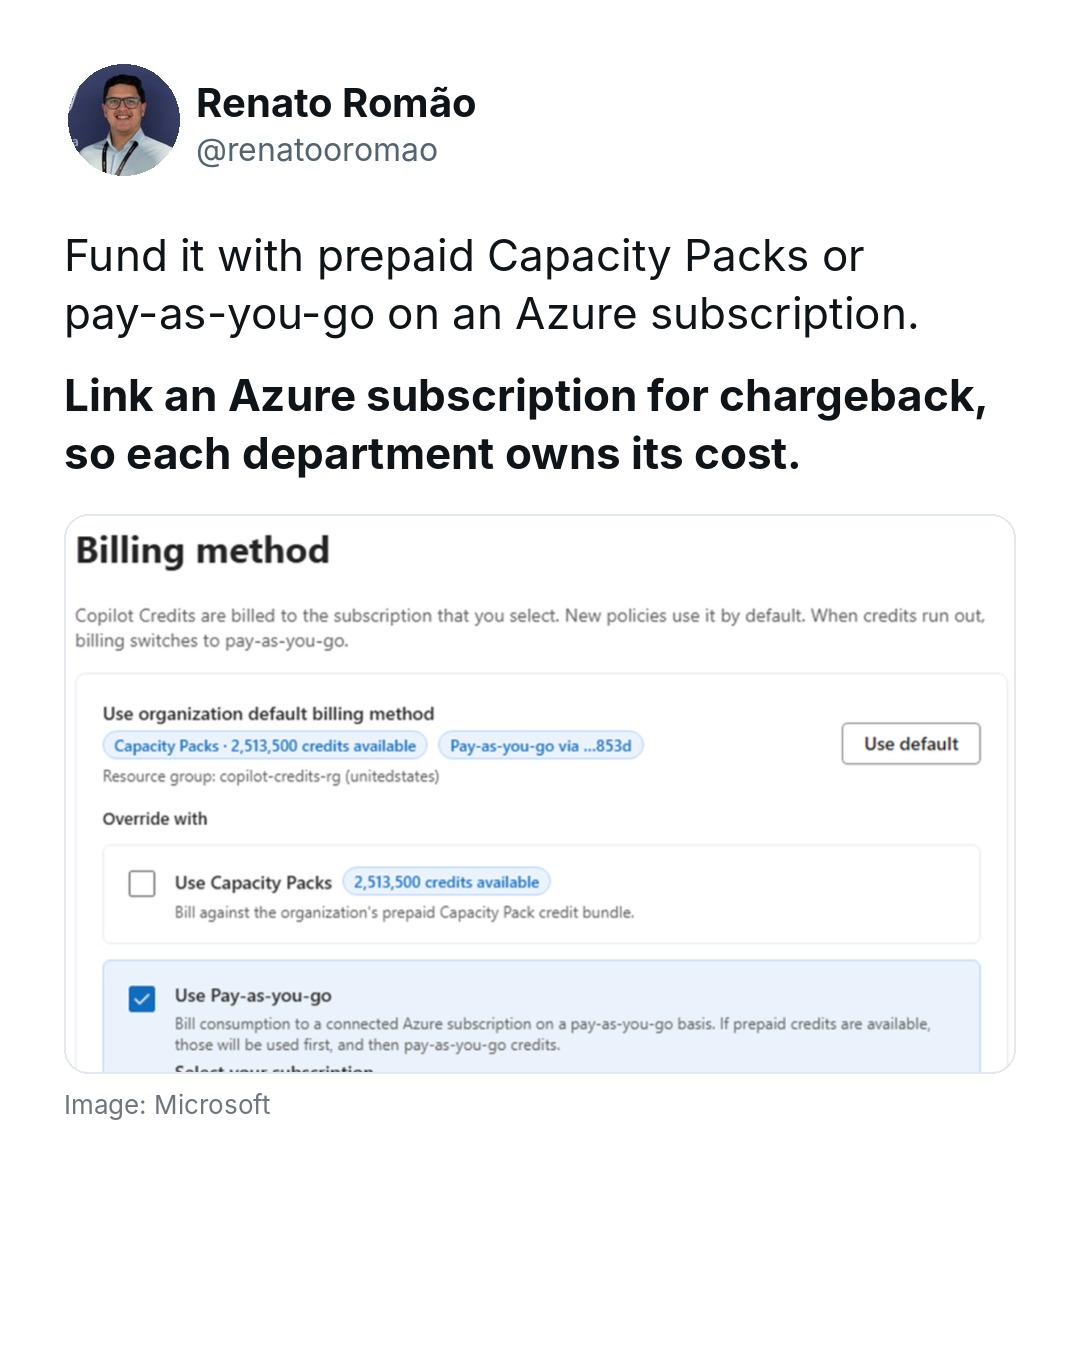 Renato Romão
@renatooromao
Fund it with prepaid Capacity Packs or
pay-as-you-go on an Azure subscription.
Link an Azure subscription for chargeback,
so each department owns its cost.
Billing method
Copilot Credits are billed to the subscription that you select. New policies use it by default. When credits run out,
billing switches to pay-as-you-go.
Use organization default billing method
Capacity Packs · 2,513,500 credits available
Pay-as-you-go via ...853d
Use default
Resource group: copilot-credits-rg (unitedstates)
Override with
Use Capacity Packs
2,513,500 credits available
Bill against the organization's prepaid Capacity Pack credit bundle.
Use Pay-as-you-go
Bill consumption to a connected Azure subscription on a pay-as-you-go basis. If prepaid credits are available,
those will be used first, and then pay-as-you-go credits.
Select your subscription
Image: Microsoft